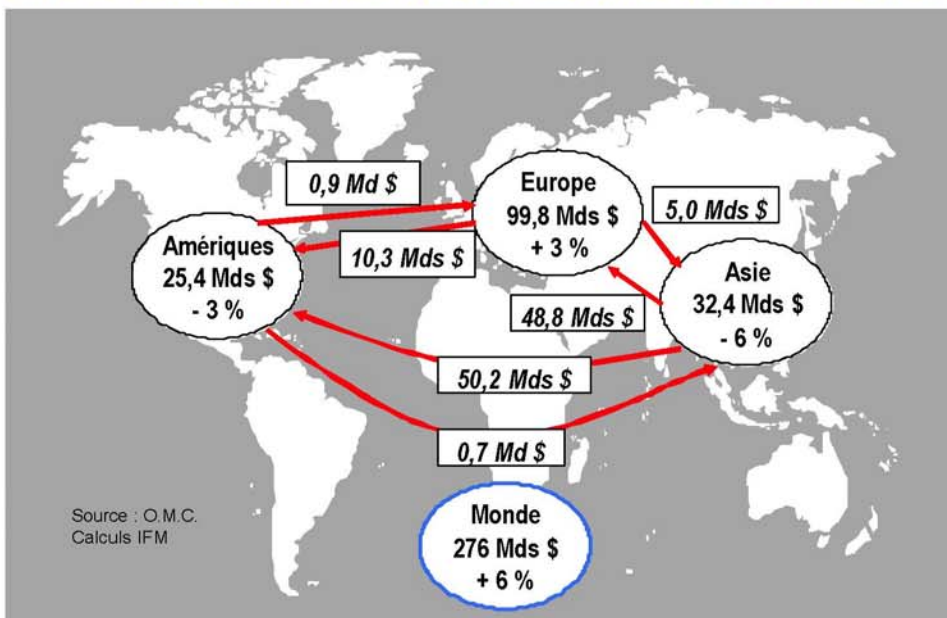 0,9 Md $
Europe
99,8 Mds $
+ 3 %
5,0 Mds $
Amériques
25,4 Mds $
- 3 %
10,3 Mds $
Asie
32,4 Mds $
- 6 %
48,8 Mds $
50,2 Mds $
0,7 Md $
Monde
276 Mds $
+ 6 %
Source : O.M.C.
Calculs IFM